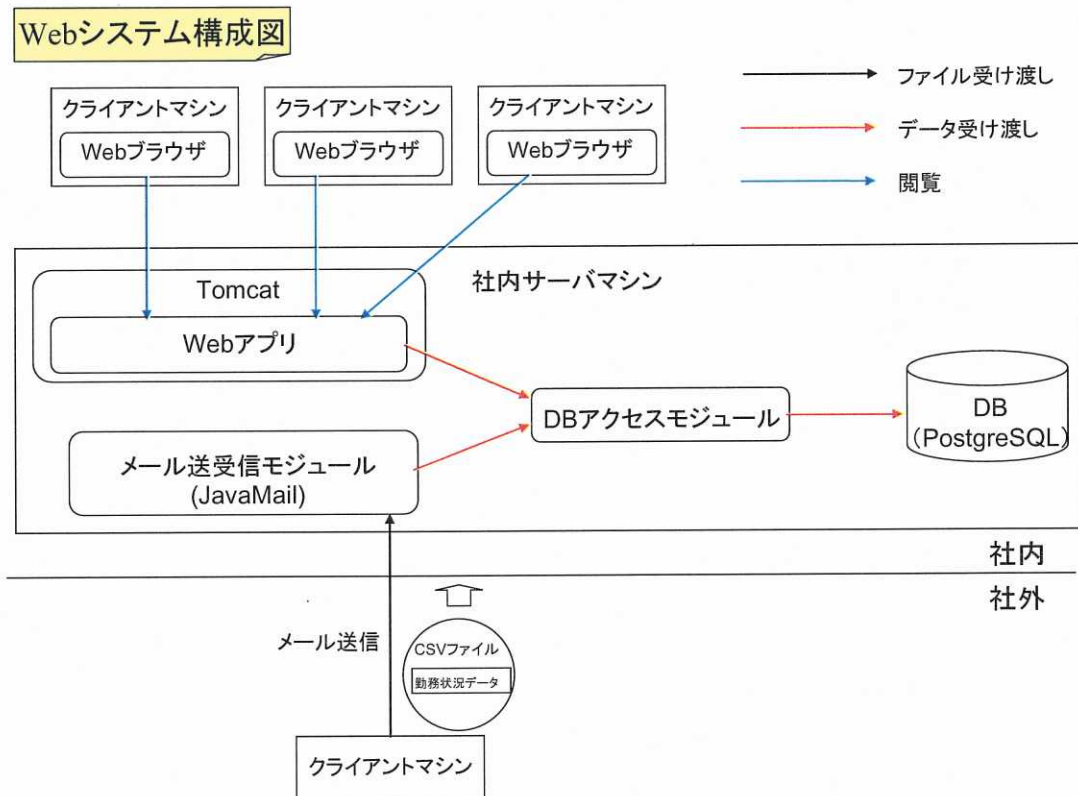 Webシステム構成図
ファイル受け渡し
データ受け渡し
閲覧
クライアントマシン
Webブラウザ
クライアントマシン
Webブラウザ
クライアントマシン
Webブラウザ
社内サーバマシン
Tomcat
Webアプリ
DBアクセスモジュール
DB
(PostgreSQL)
メール送受信モジュール
(JavaMail)
社内
社外
メール送信
CSVファイル
勤務状況データ
クライアントマシン